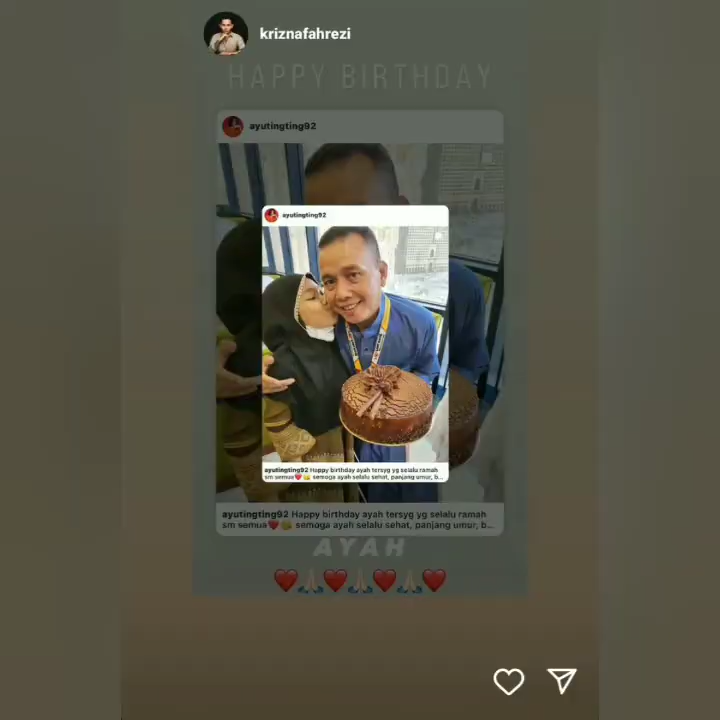 kriznafahrezi
HAPPY BIRTHDAY
ayutingting92
ayutingting92
ayutingting92 Happy birthday ayah tersyg yg selalu ramah
sm semua❤️😘 semoga ayah selalu sehat, panjang umur, b...
ayutingting92 Happy birthday ayah tersyg yg selalu ramah
sm semua❤️😘 semoga ayah selalu sehat, panjang umur, b...
AYAH
❤️🙏🏻❤️🙏🏻❤️🙏🏻❤️